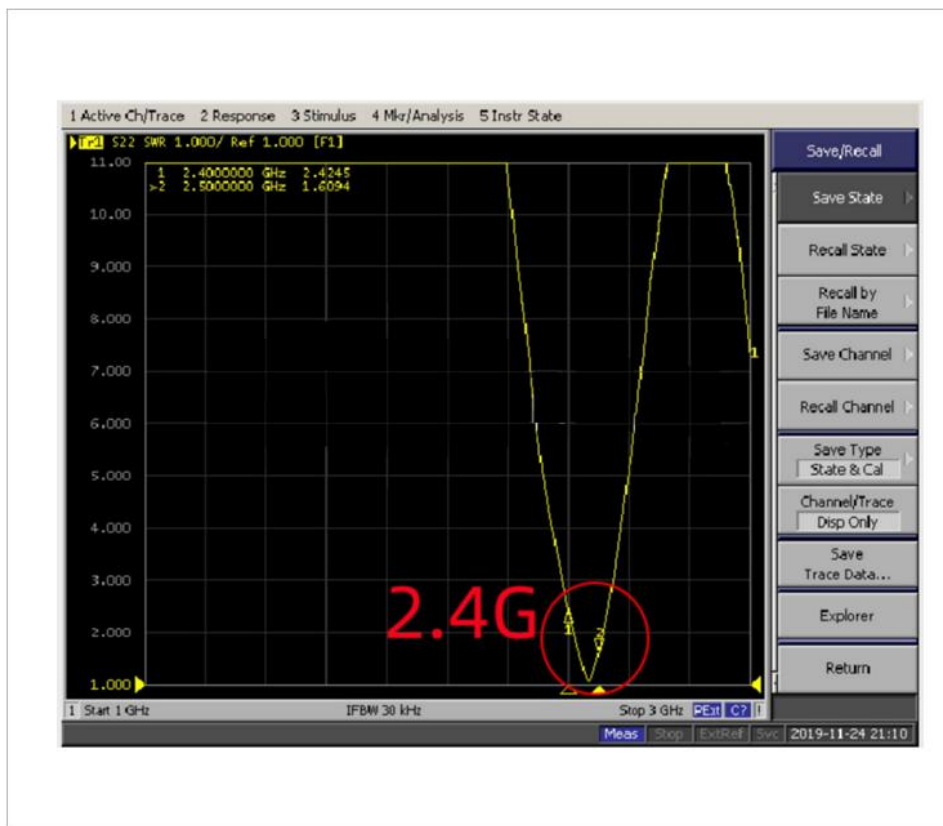 1 Active Ch/Trace 2 Response 3 Stimulus 4 Mkr/Analysis 5 Instr State
Tr1 S22 SWR 1.000/ Ref 1.000 [F1]
11.00
1 2.4000000 GHz 2.4245
>2 2.5000000 GHz 1.6094
10.00
9.000
8.000
7.000
6.000
5.000
4.000
3.000
2.000
1.000
1
2.4G
1
2
1 Start 1 GHz IFBW 30 kHz Stop 3 GHz PExt C? !
Meas Stop ExtRef Svc 2019-11-24 21:10
Save/Recall
Save State
Recall State
Recall by
File Name
Save Channel
Recall Channel
Save Type
State & Cal
Channel/Trace
Disp Only
Save
Trace Data...
Explorer
Return